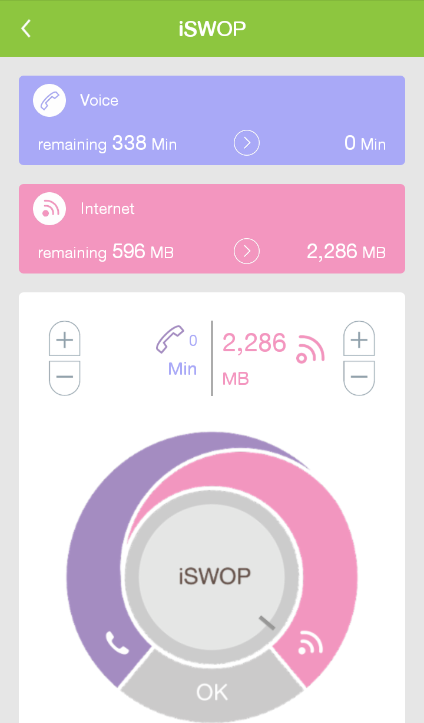 iSWOP
Voice
remaining 338 Min 0 Min
Internet
remaining 596 MB 2,286 MB
0 2,286
Min MB
iSWOP
OK